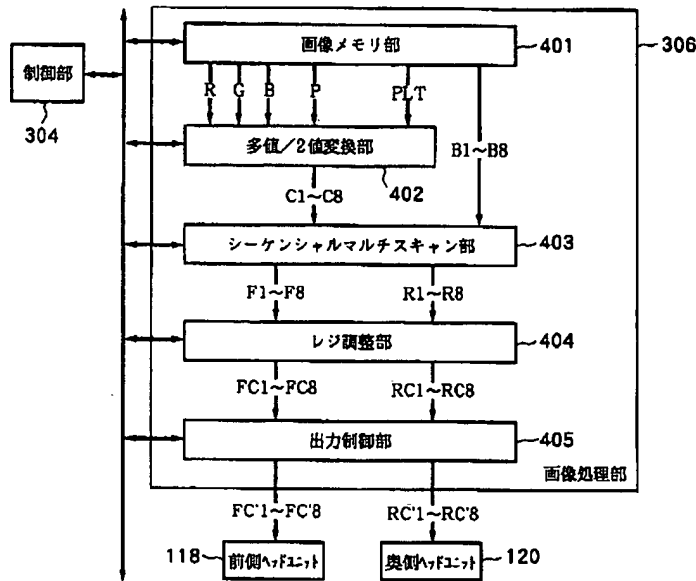 画像メモリ部
401
306
制御部
304
R G B P PLT
多値/2値変換部
402
B1~B8
C1~C8
シーケンシャルマルチスキャン部
403
F1~F8 R1~R8
レジ調整部
404
FC1~FC8 RC1~RC8
出力制御部
405
画像処理部
FC'1~FC'8 RC'1~RC'8
118
前側ヘッドユニット
奥側ヘッドユニット
120